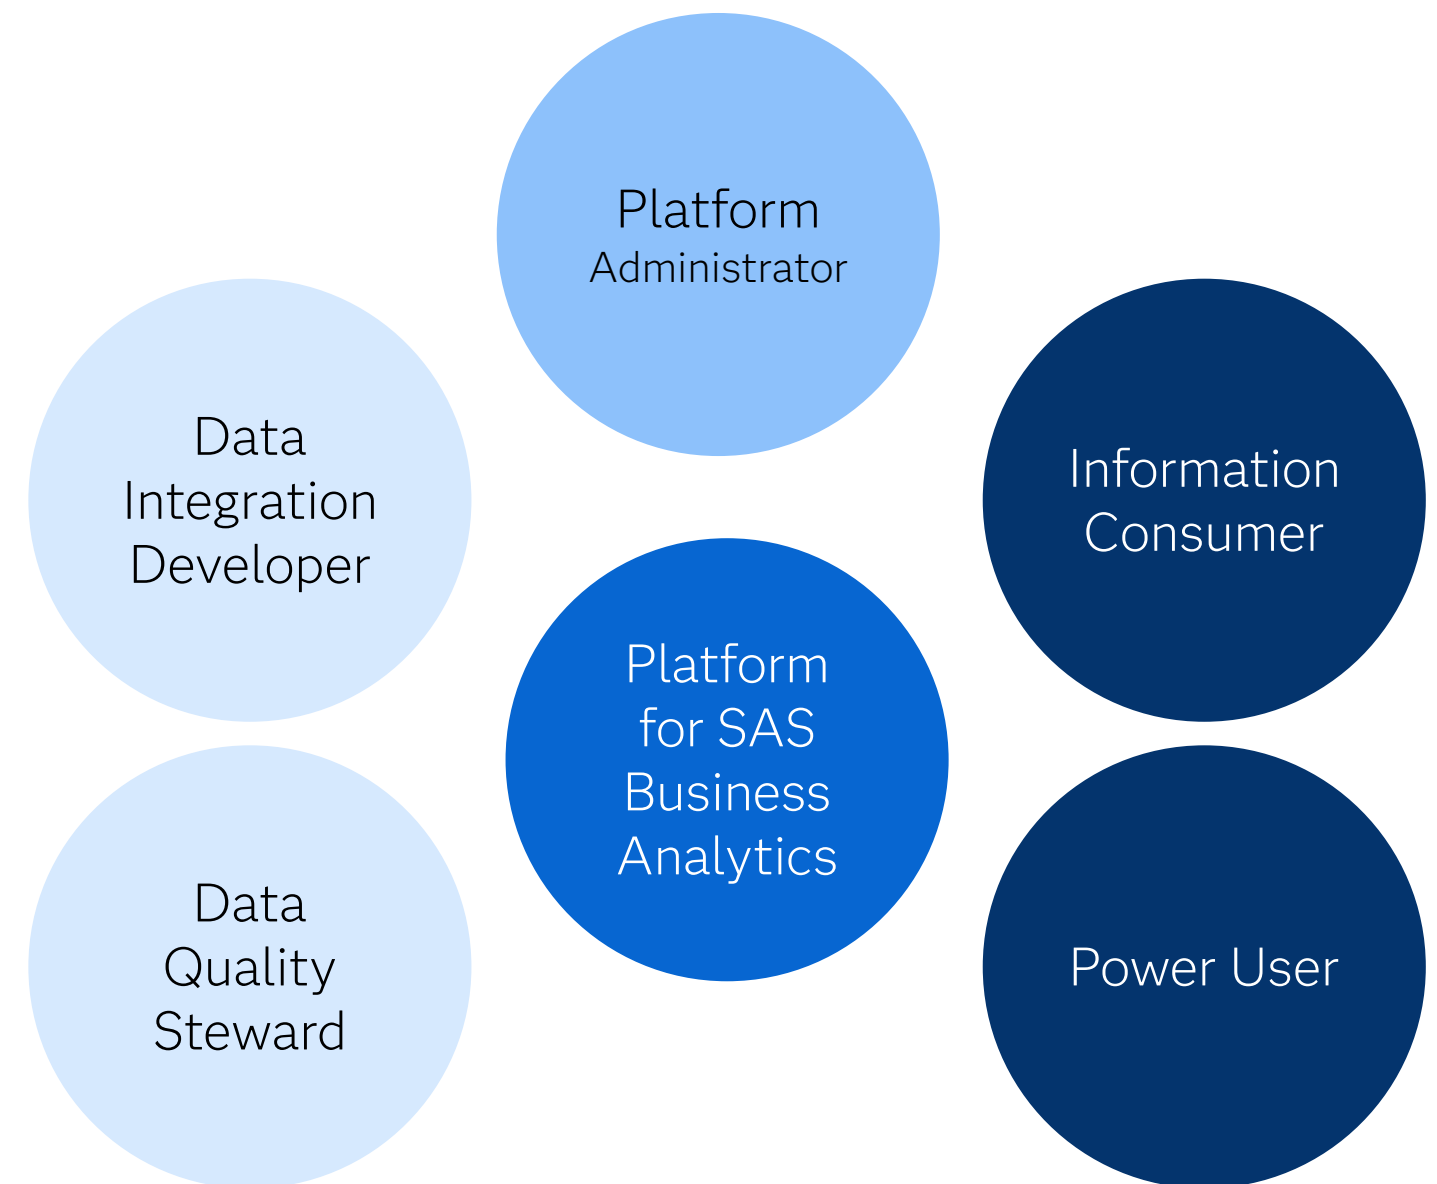 Platform
Administrator
Data
Integration
Developer
Information
Consumer
Platform
for SAS
Business
Analytics
Data
Quality
Steward
Power User